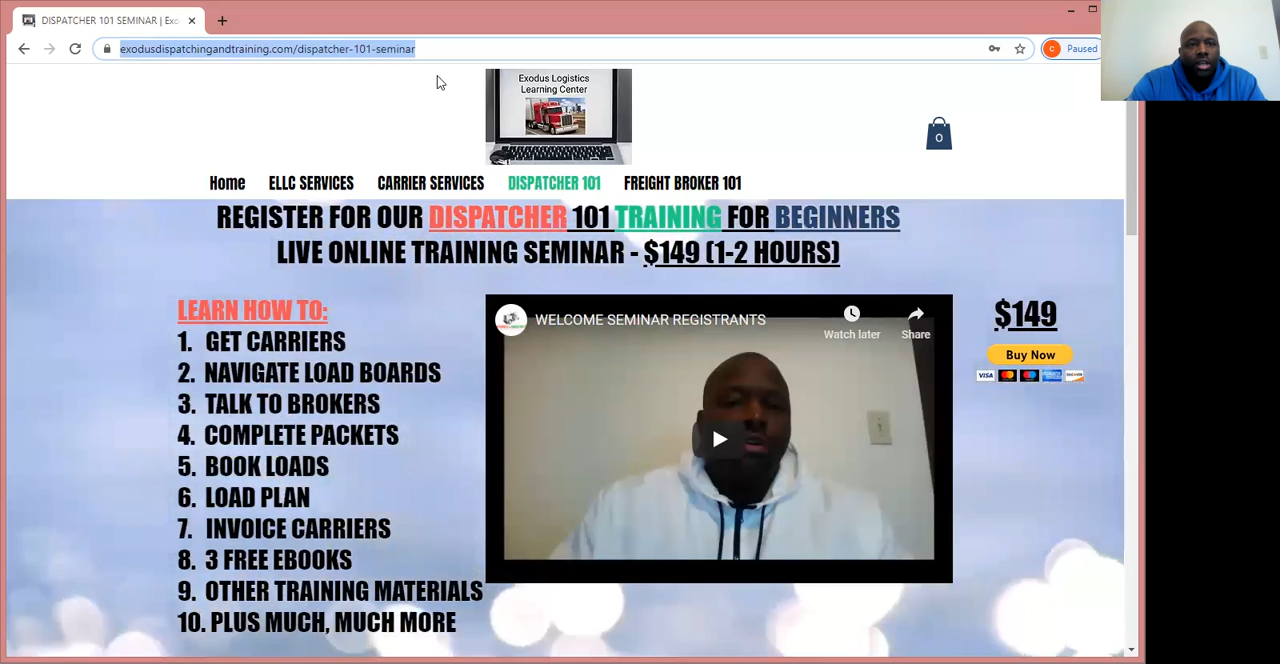 DISPATCHER 101 SEMINAR | Exo
exodusdispatchingandtraining.com/dispatcher-101-seminar
C Paused
Exodus Logistics
Learning Center
0
Home ELLC SERVICES CARRIER SERVICES DISPATCHER 101 FREIGHT BROKER 101
REGISTER FOR OUR DISPATCHER 101 TRAINING FOR BEGINNERS
LIVE ONLINE TRAINING SEMINAR - $149 (1-2 HOURS)
LEARN HOW TO:
1. GET CARRIERS
2. NAVIGATE LOAD BOARDS
3. TALK TO BROKERS
4. COMPLETE PACKETS
5. BOOK LOADS
6. LOAD PLAN
7. INVOICE CARRIERS
8. 3 FREE EBOOKS
9. OTHER TRAINING MATERIALS
10. PLUS MUCH, MUCH MORE
WELCOME SEMINAR REGISTRANTS
Watch later Share
$149
Buy Now
VISA